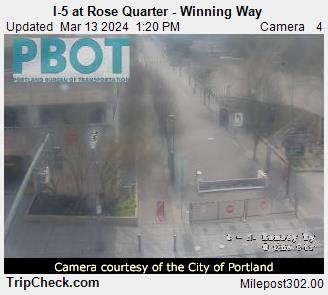 I-5 at Rose Quarter - Winning Way
Updated Mar 13 2024 1:20 PM Camera 4
PBOT
PORTLAND BUREAU OF TRANSPORTATION
Camera courtesy of the City of Portland
TripCheck.com Milepost302.00